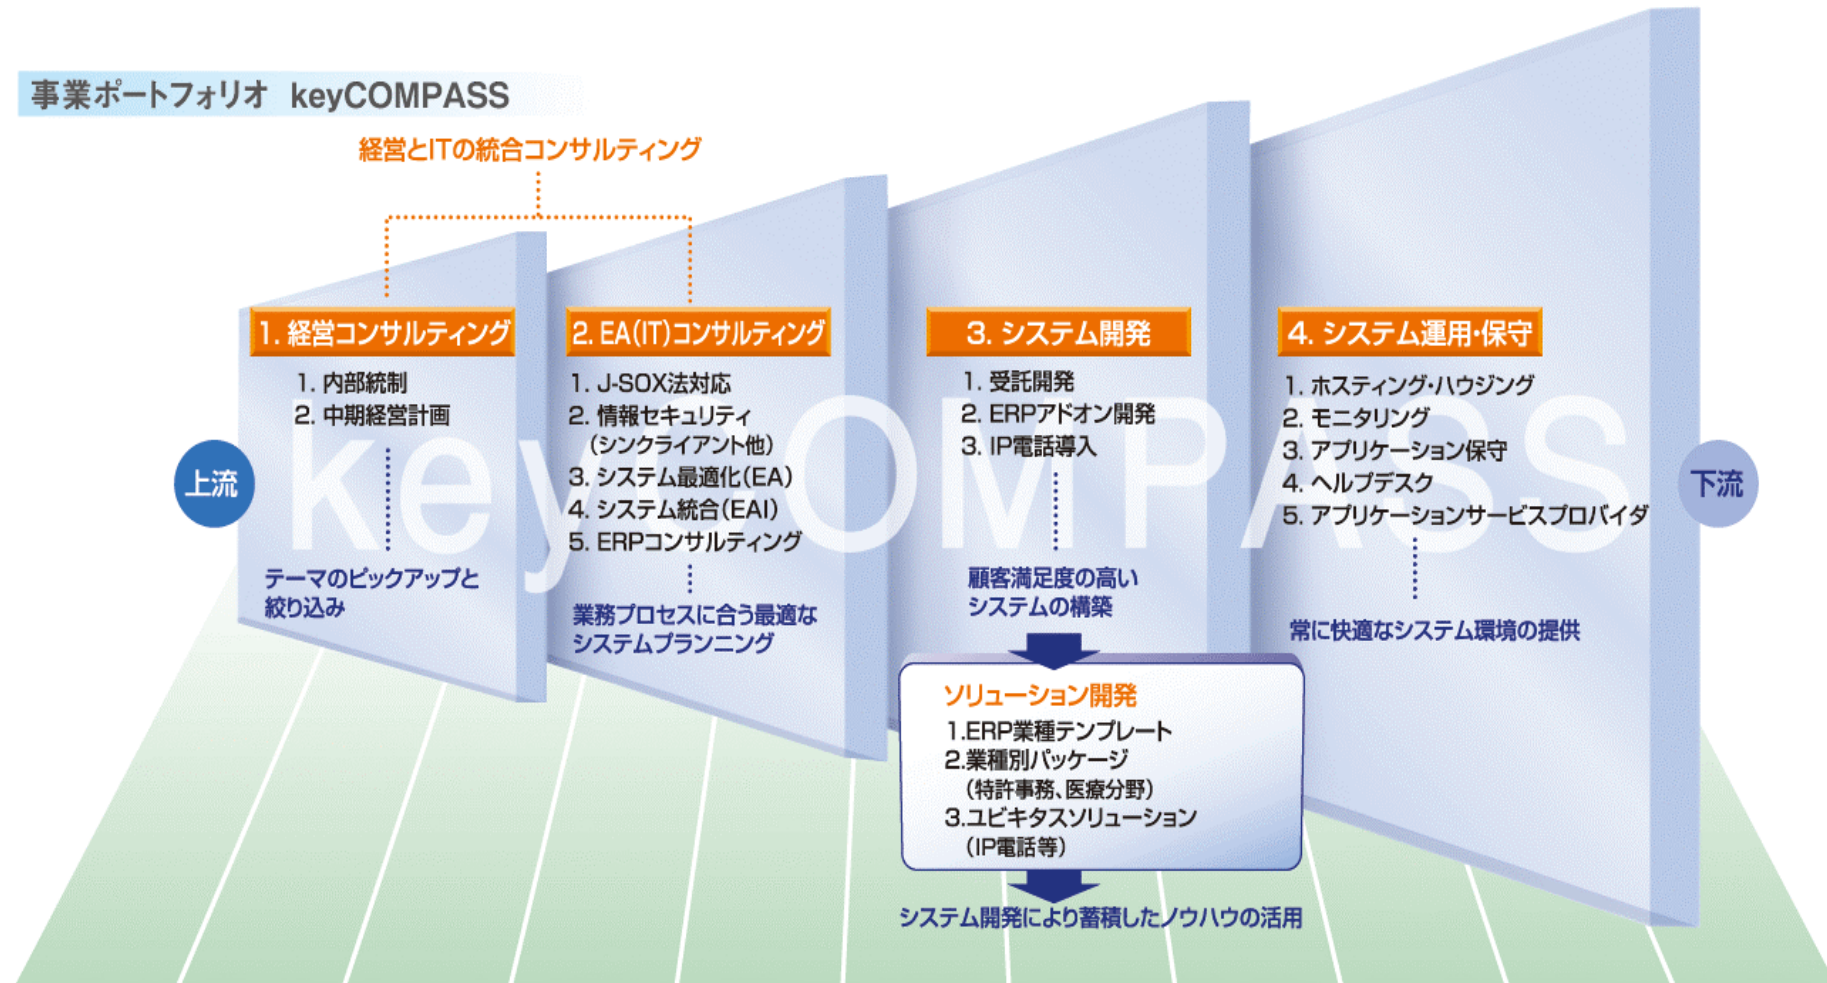 事業ポートフォリオ keyCOMPASS
経営とITの統合コンサルティング
上流
1. 経営コンサルティング
1. 内部統制
2. 中期経営計画
テーマのピックアップと
絞り込み
2. EA(IT)コンサルティング
1. J-SOX法対応
2. 情報セキュリティ
(シンクライアント他)
3. システム最適化(EA)
4. システム統合(EAI)
5. ERPコンサルティング
業務プロセスに合う最適な
システムプランニング
3. システム開発
1. 受託開発
2. ERPアドオン開発
3. IP電話導入
顧客満足度の高い
システムの構築
ソリューション開発
1.ERP業種テンプレート
2.業種別パッケージ
(特許事務、医療分野)
3.ユビキタスソリューション
(IP電話等)
システム開発により蓄積したノウハウの活用
4. システム運用・保守
1. ホスティング・ハウジング
2. モニタリング
3. アプリケーション保守
4. ヘルプデスク
5. アプリケーションサービスプロバイダ
常に快適なシステム環境の提供
下流
keyCOMPASS